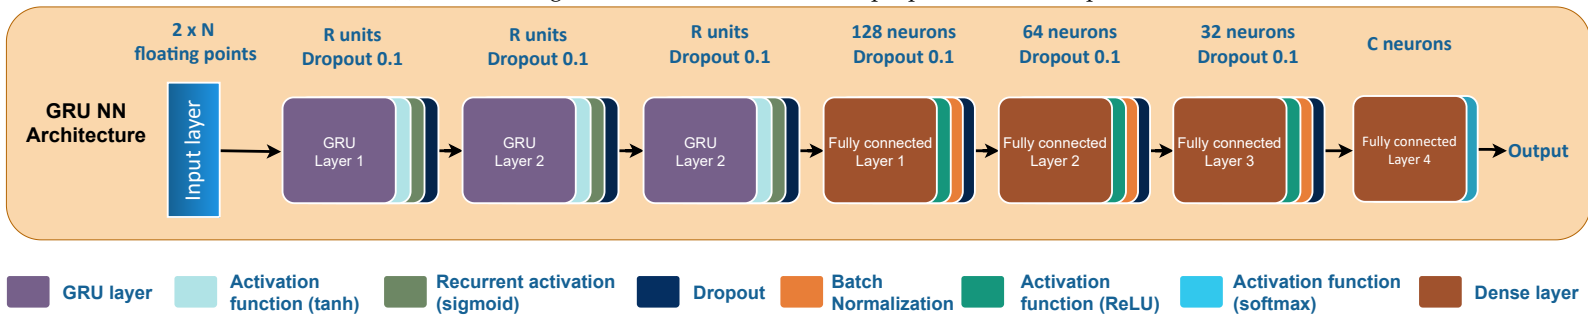 2 x N
floating points
R units
Dropout 0.1
R units
Dropout 0.1
R units
Dropout 0.1
128 neurons
Dropout 0.1
64 neurons
Dropout 0.1
32 neurons
Dropout 0.1
C neurons
GRU NN
Architecture
Input layer
GRU
Layer 1
GRU
Layer 2
GRU
Layer 2
Fully connected
Layer 1
Fully connected
Layer 2
Fully connected
Layer 3
Fully connected
Layer 4
Output
GRU layer
Activation
function (tanh)
Recurrent activation
(sigmoid)
Dropout
Batch
Normalization
Activation
function (ReLU)
Activation function
(softmax)
Dense layer